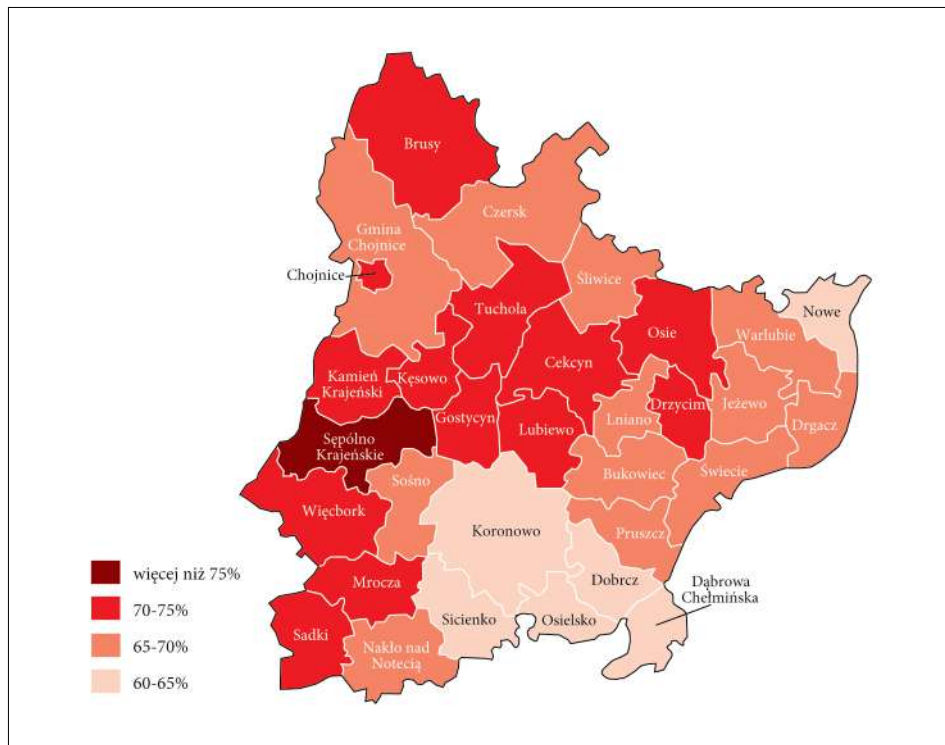 Brusy
Czersk
Gmina
Chojnice
Chojnice
Śliwice
Tuchola
Nowe
Osie
Warlubie
Cekcyn
Kamień
Krajeński
Kęsowo
Gostycyn
Lubiewo
Lniano
Drzycim
Jeżewo
Drgacz
Sępólno
Krajeńskie
Sośno
Bukowiec
Świecie
Więcbork
Koronowo
Pruszcz
Mrocza
Dobrcz
Dąbrowa
Chełmińska
Sicienko
Osielsko
Sadki
Nakło nad
Notecią
więcej niż 75%
70-75%
65-70%
60-65%